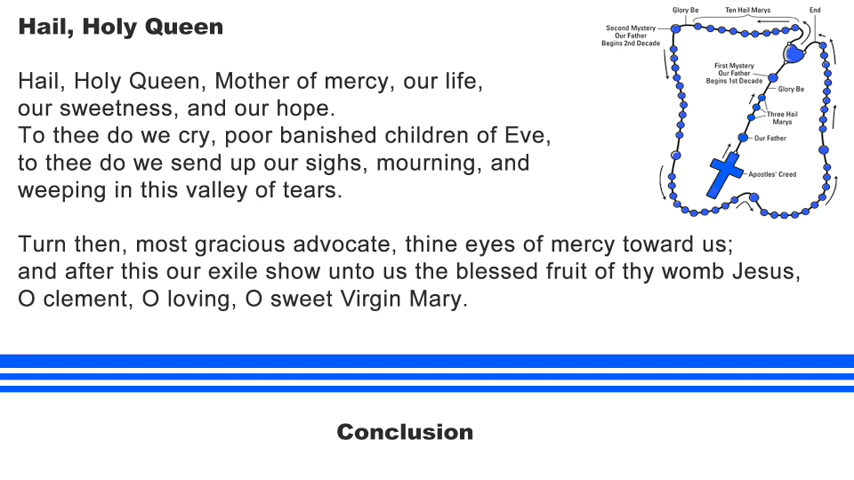 Hail, Holy Queen
Hail, Holy Queen, Mother of mercy, our life,
our sweetness, and our hope.
To thee do we cry, poor banished children of Eve,
to thee do we send up our sighs, mourning, and
weeping in this valley of tears.
Turn then, most gracious advocate, thine eyes of mercy toward us;
and after this our exile show unto us the blessed fruit of thy womb Jesus,
O clement, O loving, O sweet Virgin Mary.
Glory Be
Ten Hail Marys
End
Second Mystery
Our Father
Begins 2nd Decade
First Mystery
Our Father
Begins 1st Decade
Glory Be
Three Hail
Marys
Our Father
Apostles' Creed
Conclusion